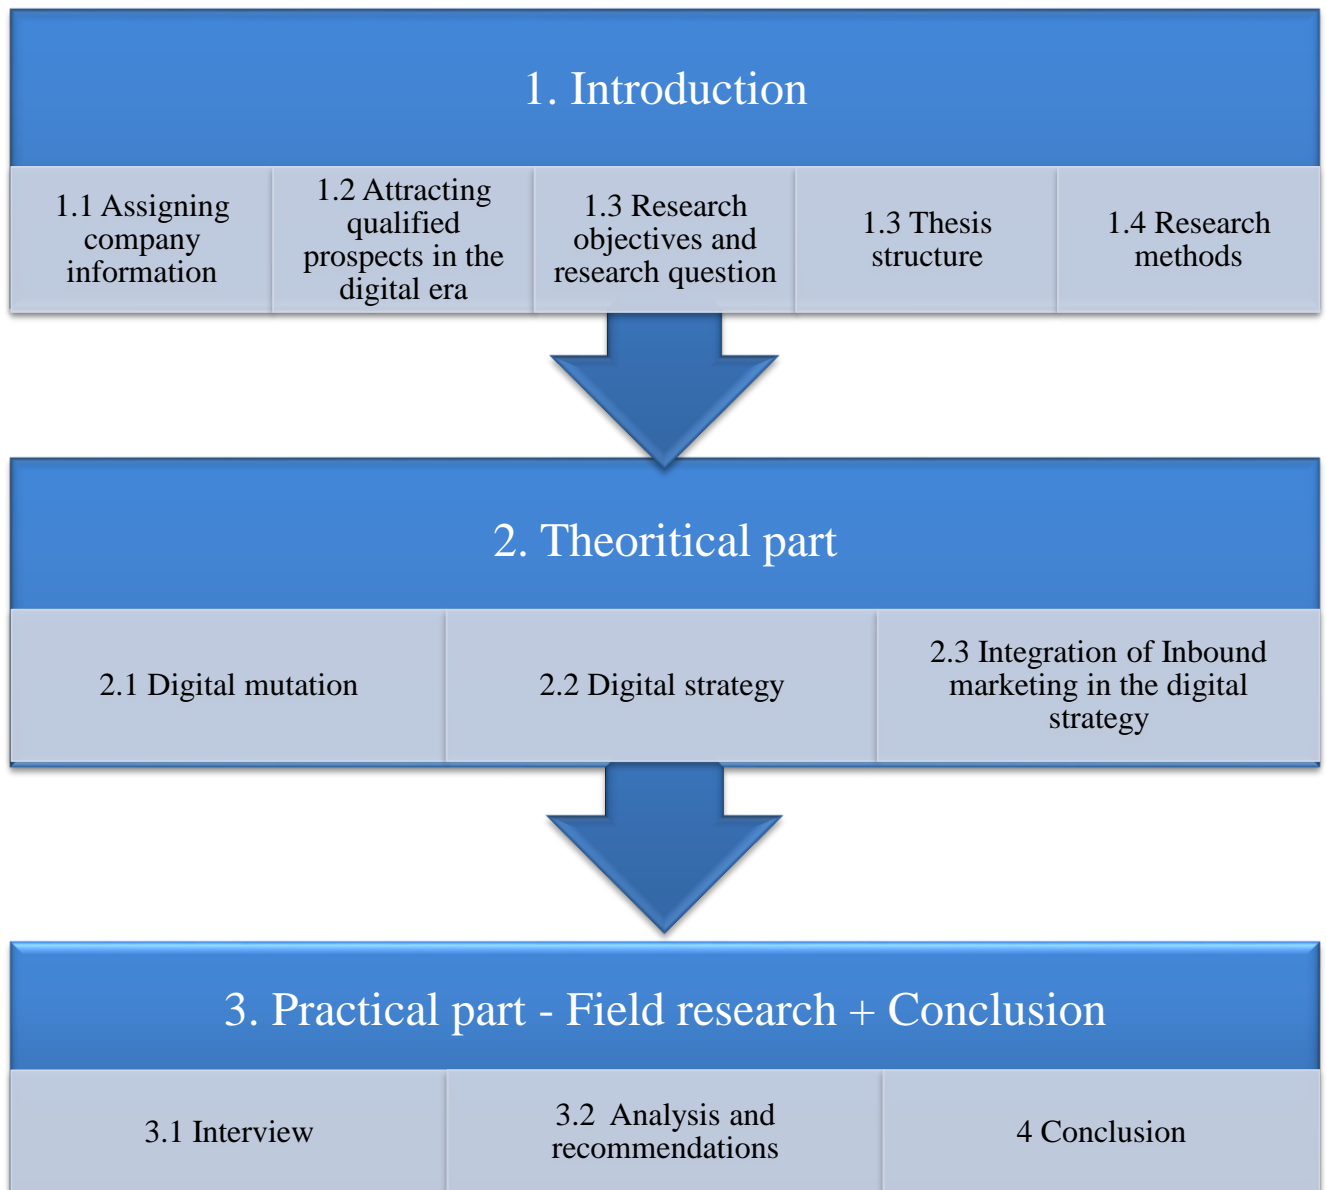 1. Introduction
1.1 Assigning
company
information
1.2 Attracting
qualified
prospects in the
digital era
1.3 Research
objectives and
research question
1.3 Thesis
structure
1.4 Research
methods
2. Theoritical part
2.1 Digital mutation
2.2 Digital strategy
2.3 Integration of Inbound
marketing in the digital
strategy
3. Practical part - Field research + Conclusion
3.1 Interview
3.2 Analysis and
recommendations
4 Conclusion